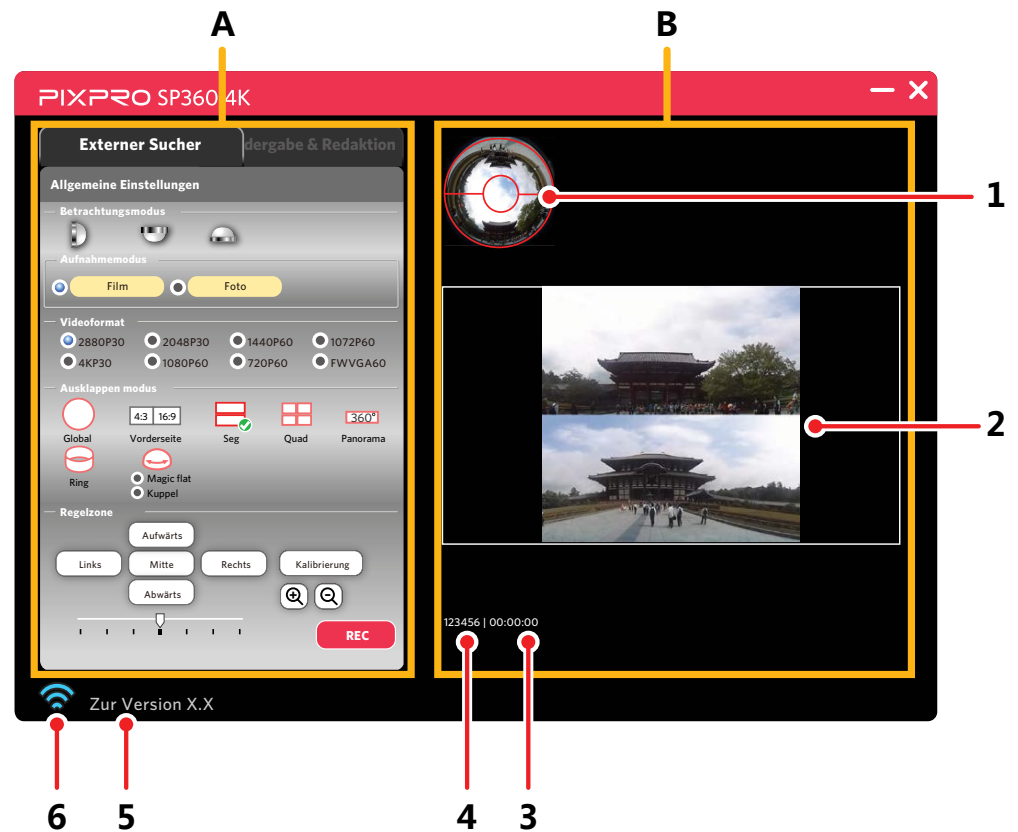 A B
PIXPRO SP360 4K
Externer Sucher dergabe & Redaktion
Allgemeine Einstellungen
Betrachtungsmodus
Aufnahmemodus
Film Foto
Videoformat
2880P30 2048P30 1440P60 1072P60
4KP30 1080P60 720P60 FWVGA60
Ausklappen modus
4:3 16:9 360°
Global Vorderseite Seg Quad Panorama
Ring Magic flat
Kuppel
Regelzone
Aufwärts
Links Mitte Rechts Kalibrierung
Abwärts
REC
1
2
123456 | 00:00:00
Zur Version X.X
6 5 4 3